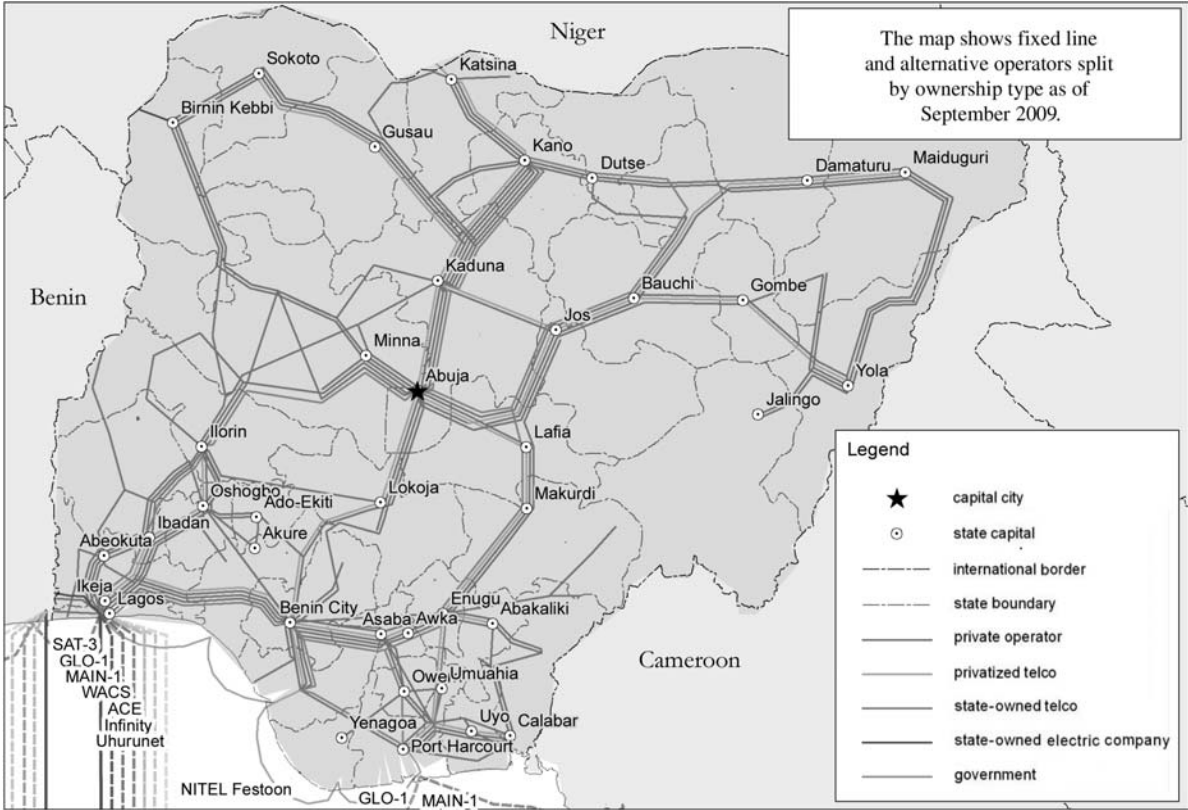 Niger
The map shows fixed line
and alternative operators split
by ownership type as of
September 2009.
Sokoto
Katsina
Birnin Kebbi
Gusau
Kano
Dutse
Damaturu
Maiduguri
Kaduna
Benin
Bauchi
Gombe
Jos
Minna
Abuja
Yola
Jalingo
Ilorin
Lafia
Legend
Oshogbo
Ado-Ekiti
Lokoja
Makurdi
capital city
Ibadan
Akure
state capital
Abeokuta
international border
Ikeja
Lagos
Benin City
Asaba
Awka
Enugu
Abakaliki
state boundary
private operator
SAT-3
GLO-1
MAIN-1
WACS
ACE
Infinity
Uhurunet
Cameroon
privatized telco
Owe
Umuahia
state-owned telco
Yenagoa
Uyo
Calabar
Port Harcourt
state-owned electric company
government
NITEL Festoon
GLO-1
MAIN-1